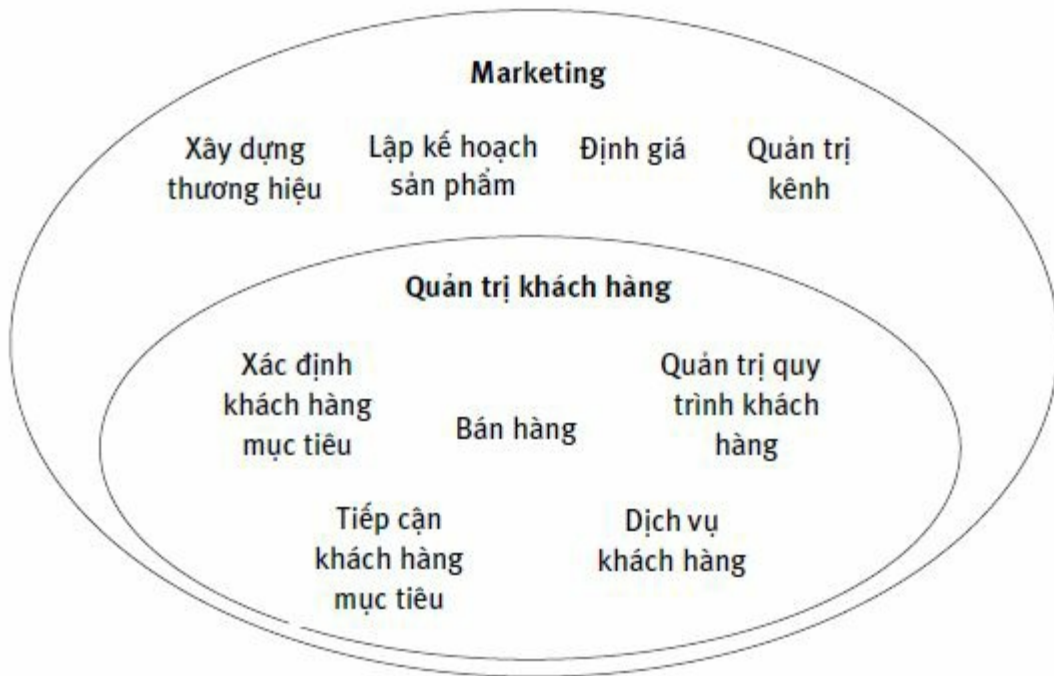 Marketing
Xây dựng
thương hiệu
Lập kế hoạch
sản phẩm
Định giá
Quản trị
kênh
Quản trị khách hàng
Xác định
khách hàng
mục tiêu
Bán hàng
Quản trị quy
trình khách
hàng
Tiếp cận
khách hàng
mục tiêu
Dịch vụ
khách hàng